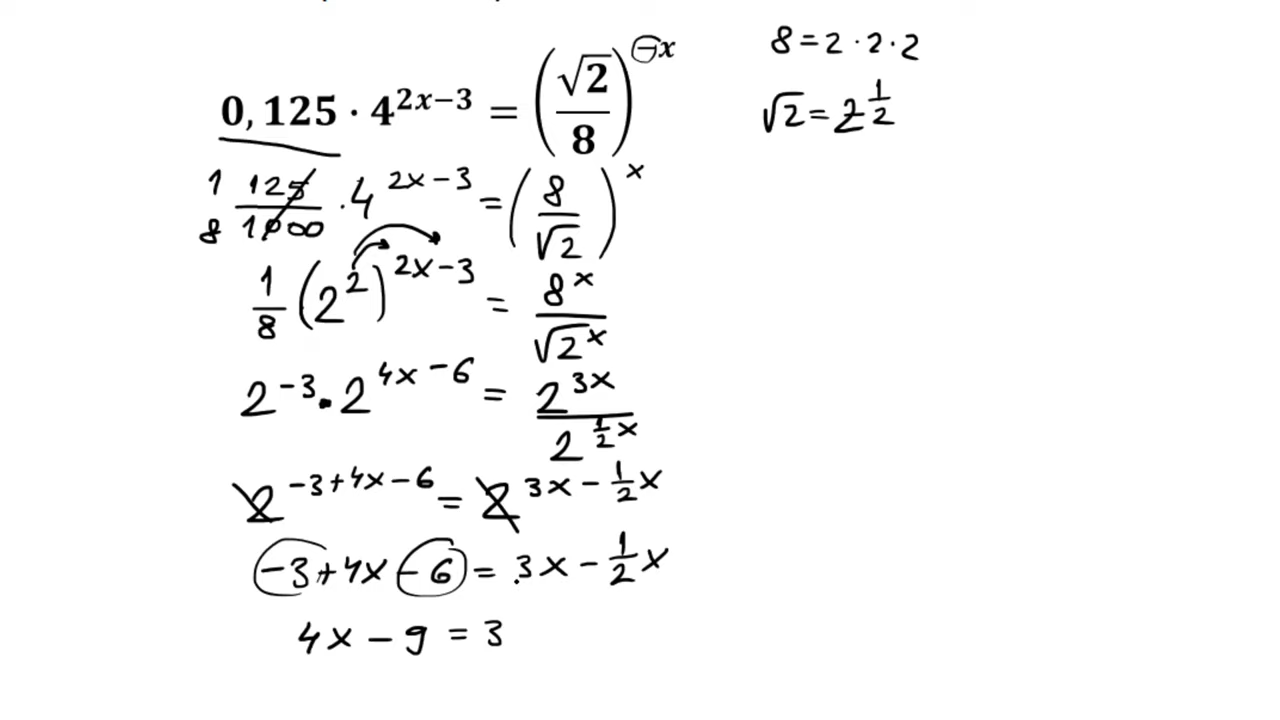 0,125 · 4^(2x−3) = (√2/8)^(−x)
8 = 2 · 2 · 2
√2 = 2^(1/2)
1/8 125/1000 · 4^(2x−3) = (8/√2)^x
1/8 (2^2)^(2x−3) = 8^x/√2^x
2^(−3) · 2^(4x−6) = 2^(3x)/2^(1/2 x)
2^(−3+4x−6) = 2^(3x−1/2 x)
−3+4x−6 = 3x − 1/2 x
4x − 9 = 3